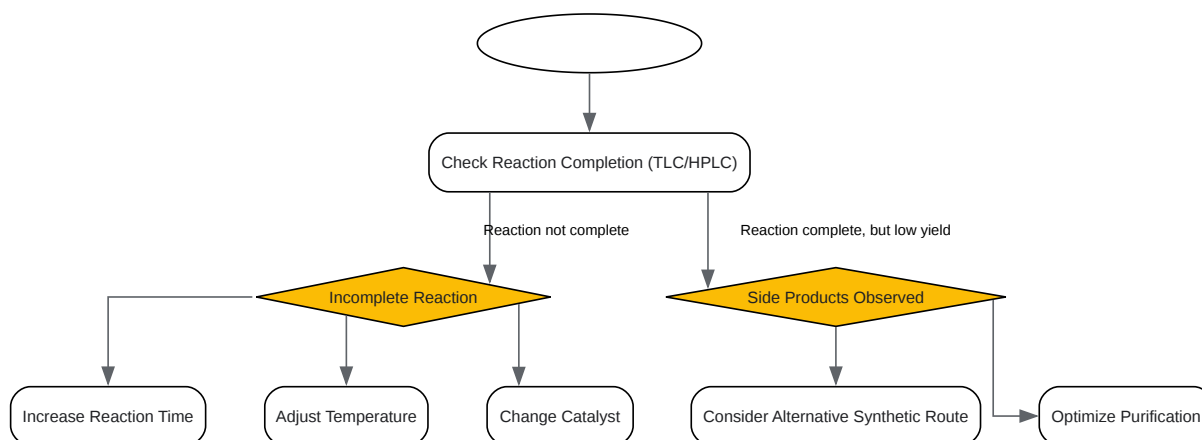 Check Reaction Completion (TLC/HPLC)
Reaction not complete
Reaction complete, but low yield
Incomplete Reaction
Side Products Observed
Increase Reaction Time
Adjust Temperature
Change Catalyst
Consider Alternative Synthetic Route
Optimize Purification